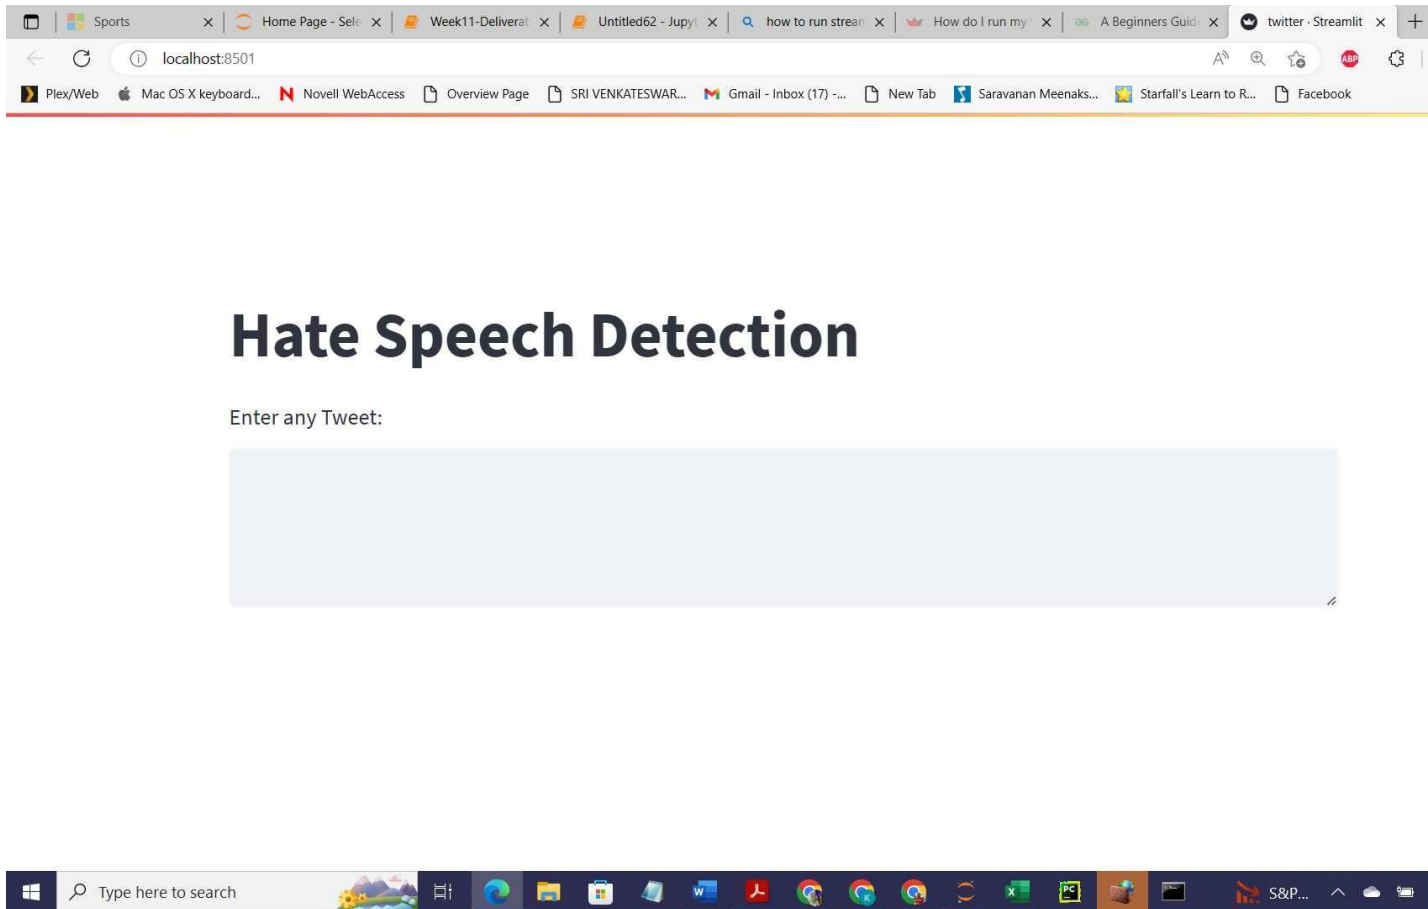 Sports Home Page - Sele Week11-Deliverab Untitled62 - Jupyt how to run strean How do I run my A Beginners Guid twitter · Streamlit
localhost:8501 ABP
Plex/Web Mac OS X keyboard... Novell WebAccess Overview Page SRI VENKATESWAR... Gmail - Inbox (17) -... New Tab Saravanan Meenaks... Starfall's Learn to R... Facebook
Hate Speech Detection
Enter any Tweet:
Type here to search S&P...